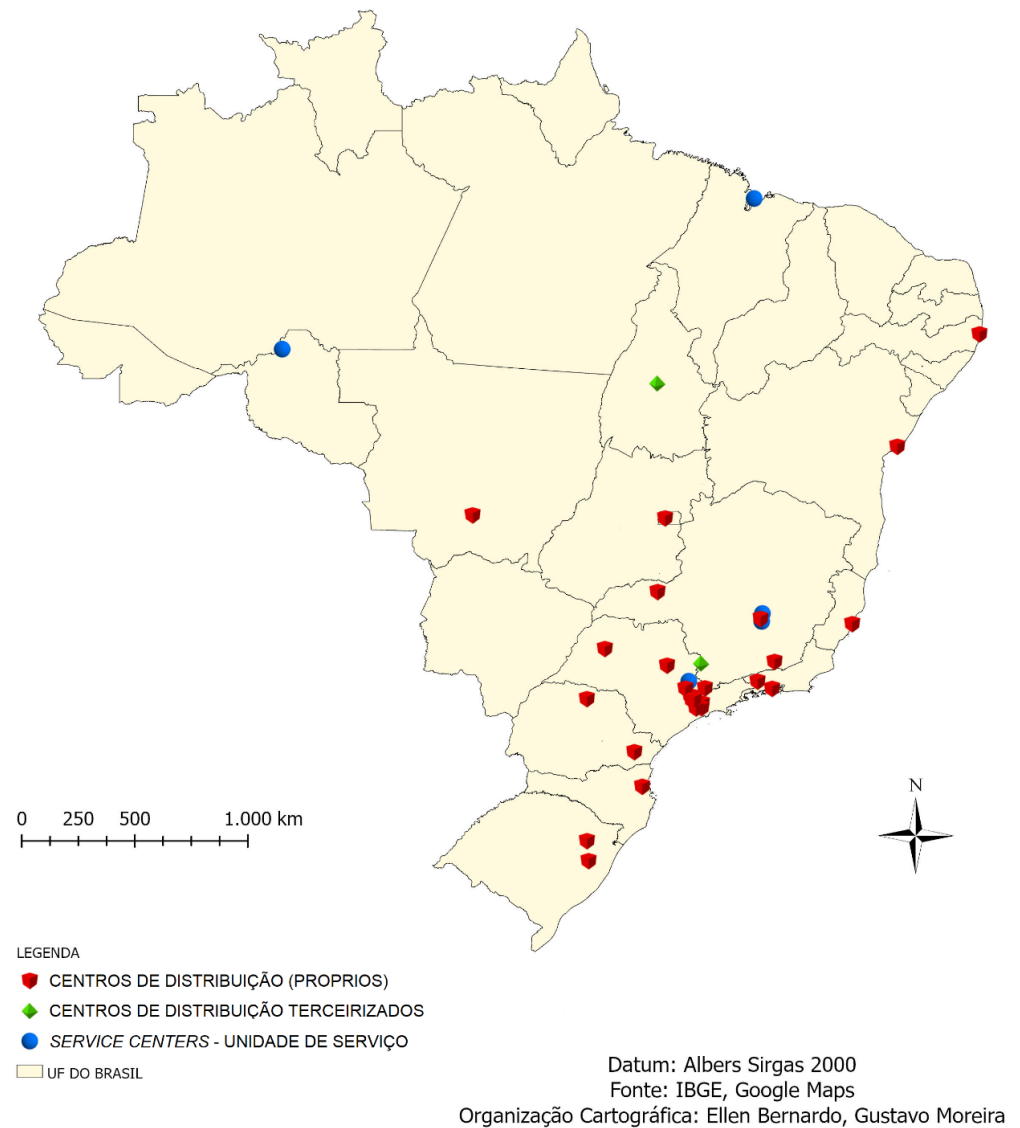 N
0 250 500 1.000 km
LEGENDA
CENTROS DE DISTRIBUIÇÃO (PROPRIOS)
CENTROS DE DISTRIBUIÇÃO TERCEIRIZADOS
SERVICE CENTERS - UNIDADE DE SERVIÇO
UF DO BRASIL
Datum: Albers Sirgas 2000
Fonte: IBGE, Google Maps
Organização Cartográfica: Ellen Bernardo, Gustavo Moreira